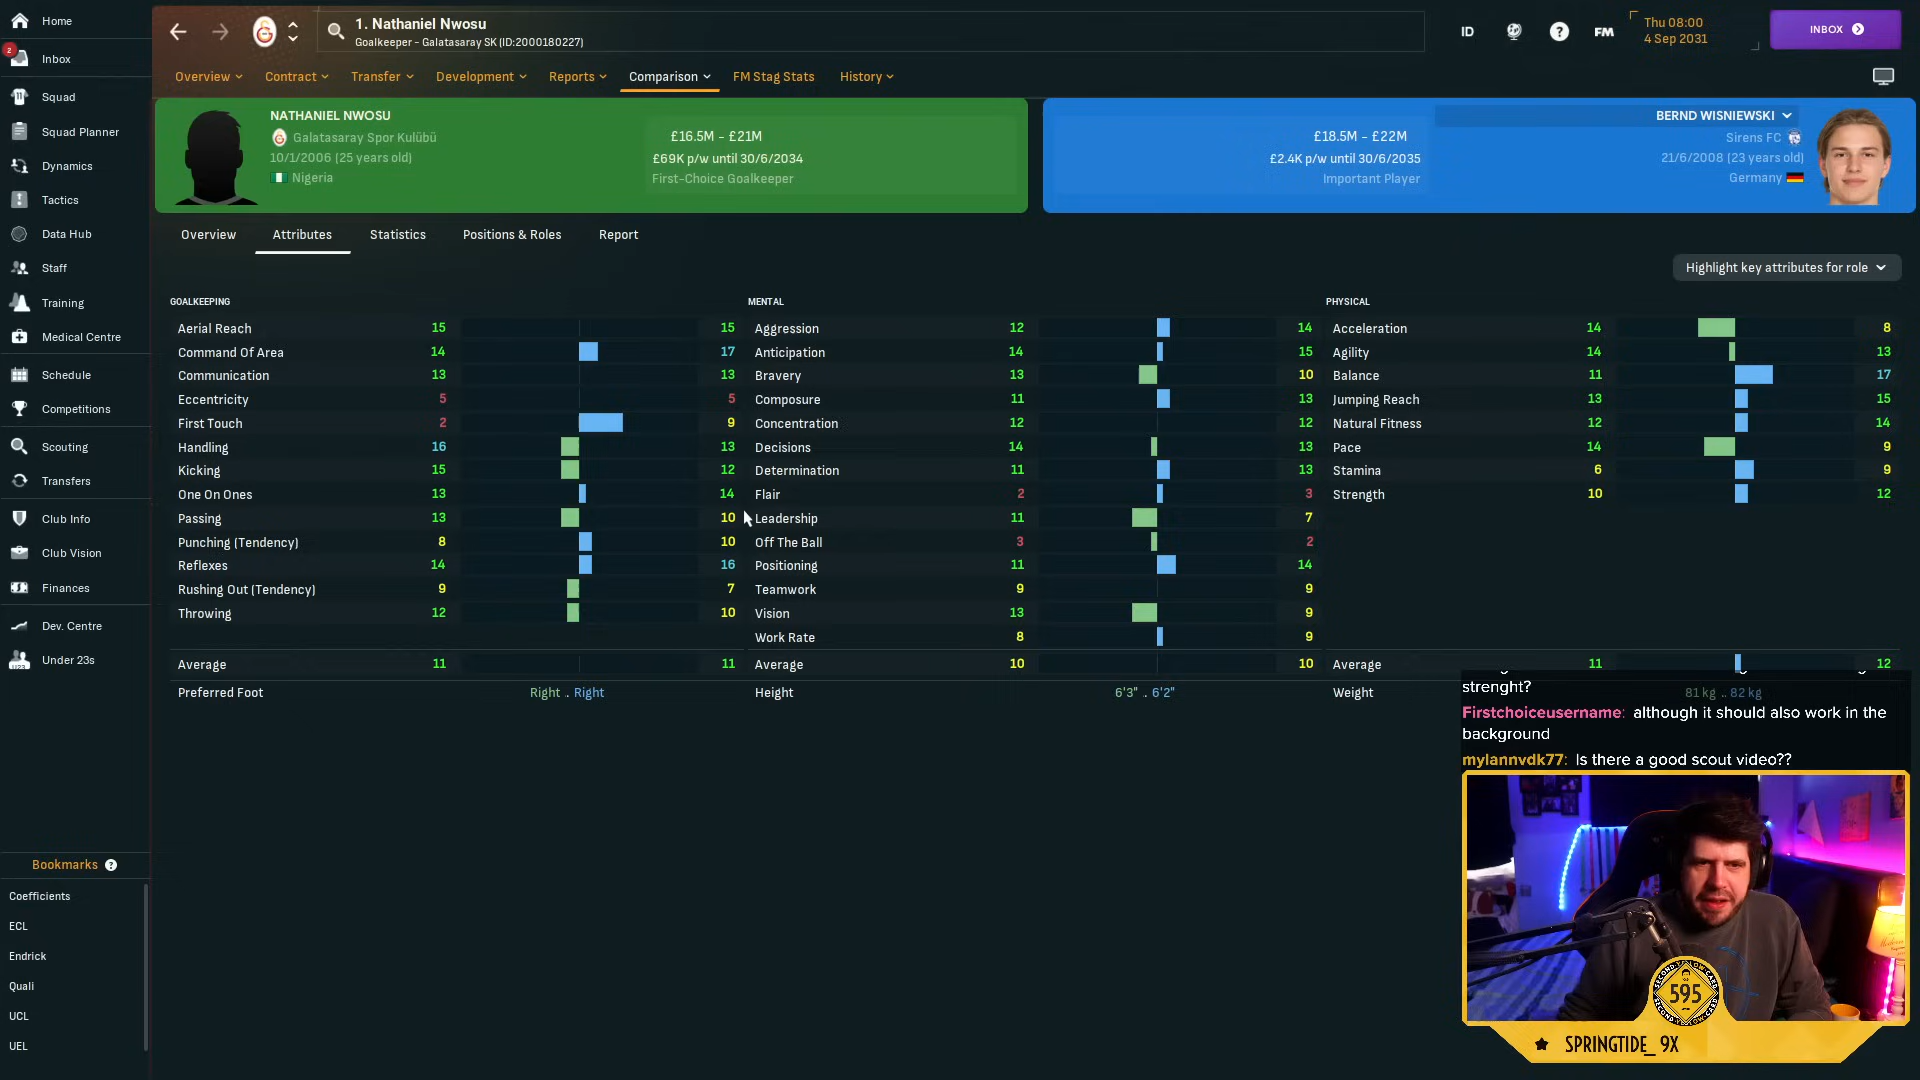 Home
2
Inbox
Squad
Squad Planner
Dynamics
Tactics
Data Hub
Staff
Training
Medical Centre
Schedule
Competitions
Scouting
Transfers
Club Info
Club Vision
Finances
Dev. Centre
Under 23s
Bookmarks ?
Coefficients
ECL
Endrick
Quali
UCL
UEL
1. Nathaniel Nwosu
Goalkeeper - Galatasaray SK (ID:2000180227)
ID ? FM
Thu 08:00
4 Sep 2031
INBOX
Overview Contract Transfer Development Reports Comparison FM Stag Stats History
NATHANIEL NWOSU
Galatasaray Spor Kulübü
10/1/2006 (25 years old)
Nigeria
£16.5M - £21M
£69K p/w until 30/6/2034
First-Choice Goalkeeper
£18.5M - £22M
£2.4K p/w until 30/6/2035
Important Player
BERND WISNIEWSKI
Sirens FC
21/6/2008 (23 years old)
Germany
Overview Attributes Statistics Positions & Roles Report
Highlight key attributes for role
GOALKEEPING
Aerial Reach 15 15
Command Of Area 14 17
Communication 13 13
Eccentricity 5 5
First Touch 2 9
Handling 16 13
Kicking 15 12
One On Ones 13 14
Passing 13 10
Punching (Tendency) 8 10
Reflexes 14 16
Rushing Out (Tendency) 9 7
Throwing 12 10
Average 11 11
Preferred Foot Right .. Right
MENTAL
Aggression 12 14
Anticipation 14 15
Bravery 13 10
Composure 11 13
Concentration 12 12
Decisions 14 13
Determination 11 13
Flair 2 3
Leadership 11 7
Off The Ball 3 2
Positioning 11 14
Teamwork 9 9
Vision 13 9
Work Rate 8 9
Average 10 10
Height 6'3" .. 6'2"
PHYSICAL
Acceleration 14 8
Agility 14 13
Balance 11 17
Jumping Reach 13 15
Natural Fitness 12 14
Pace 14 9
Stamina 6 9
Strength 10 12
Average 11 12
Weight 81 kg .. 82 kg
strenght?
Firstchoiceusername: although it should also work in the
background
mylannvdk77: Is there a good scout video??
595
SPRINGTIDE_ 9X